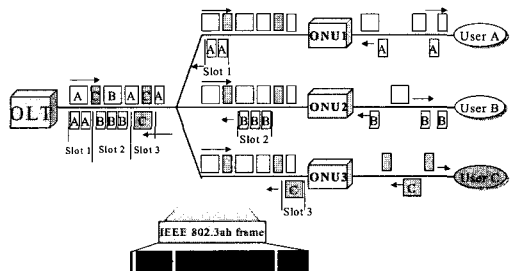 ONU1
User A
A A
A
A
Slot 1
A C B A C A
OLT
ONU2
User B
A A B B B C
B B B
B
B
B
Slot 1
Slot 2
Slot 3
Slot 2
ONU3
User C
C
C
Slot 3
IEEE 802.3ah frame